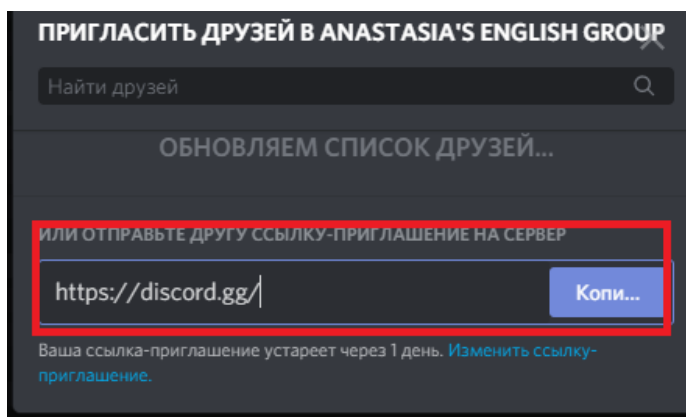 ПРИГЛАСИТЬ ДРУЗЕЙ В ANASTASIA'S ENGLISH GROUP
Найти друзей
ОБНОВЛЯЕМ СПИСОК ДРУЗЕЙ...
ИЛИ ОТПРАВЬТЕ ДРУГУ ССЫЛКУ-ПРИГЛАШЕНИЕ НА СЕРВЕР
https://discord.gg/
Копи...
Ваша ссылка-приглашение устареет через 1 день. Изменить ссылку-
приглашение.